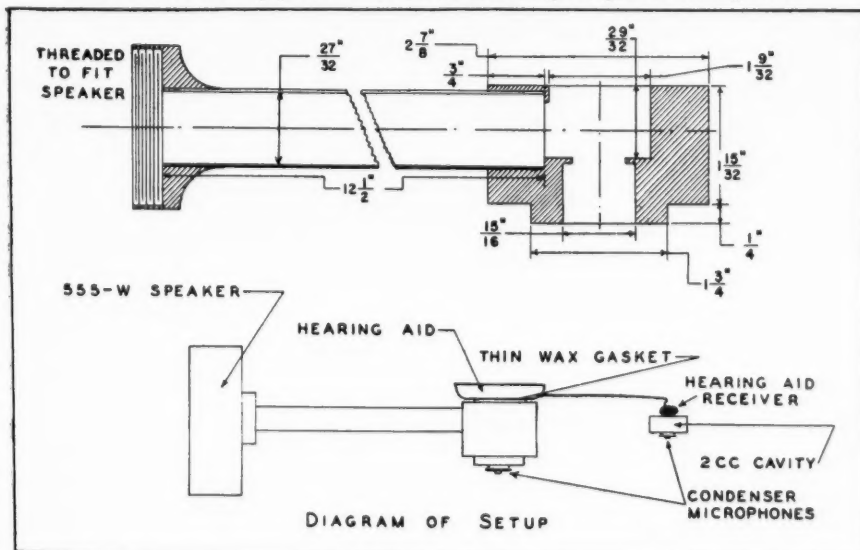 THREADED
TO FIT
SPEAKER
27"
32
2 7"
8
3"
4
29"
32
1 9"
32
1 15"
32
12 1"
2
15"
16
1"
4
1 3"
4
555-W SPEAKER
HEARING AID
THIN WAX GASKET
HEARING AID
RECEIVER
2CC CAVITY
CONDENSER
MICROPHONES
DIAGRAM OF SETUP